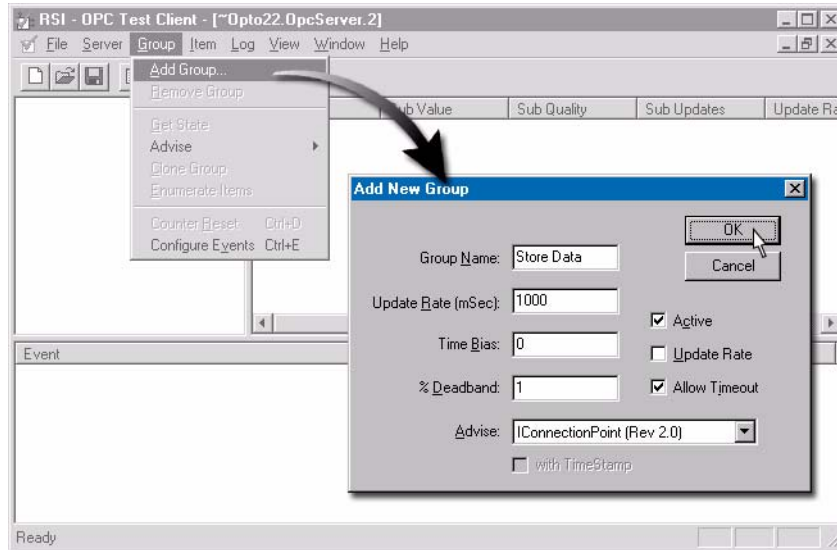 RSI - OPC Test Client - [~Opto22.OpcServer.2]
File Server Group Item Log View Window Help
Add Group...
Remove Group
Get State
Advise
Clone Group
Enumerate Items
Counter Reset Ctrl+D
Configure Events Ctrl+E
Sub Value Sub Quality Sub Updates Update Ra
Add New Group
OK
Cancel
Group Name: Store Data
Update Rate (mSec): 1000
Time Bias: 0
% Deadband: 1
Active
Update Rate
Allow Timeout
Advise: IConnectionPoint (Rev 2.0)
with TimeStamp
Event
Ready